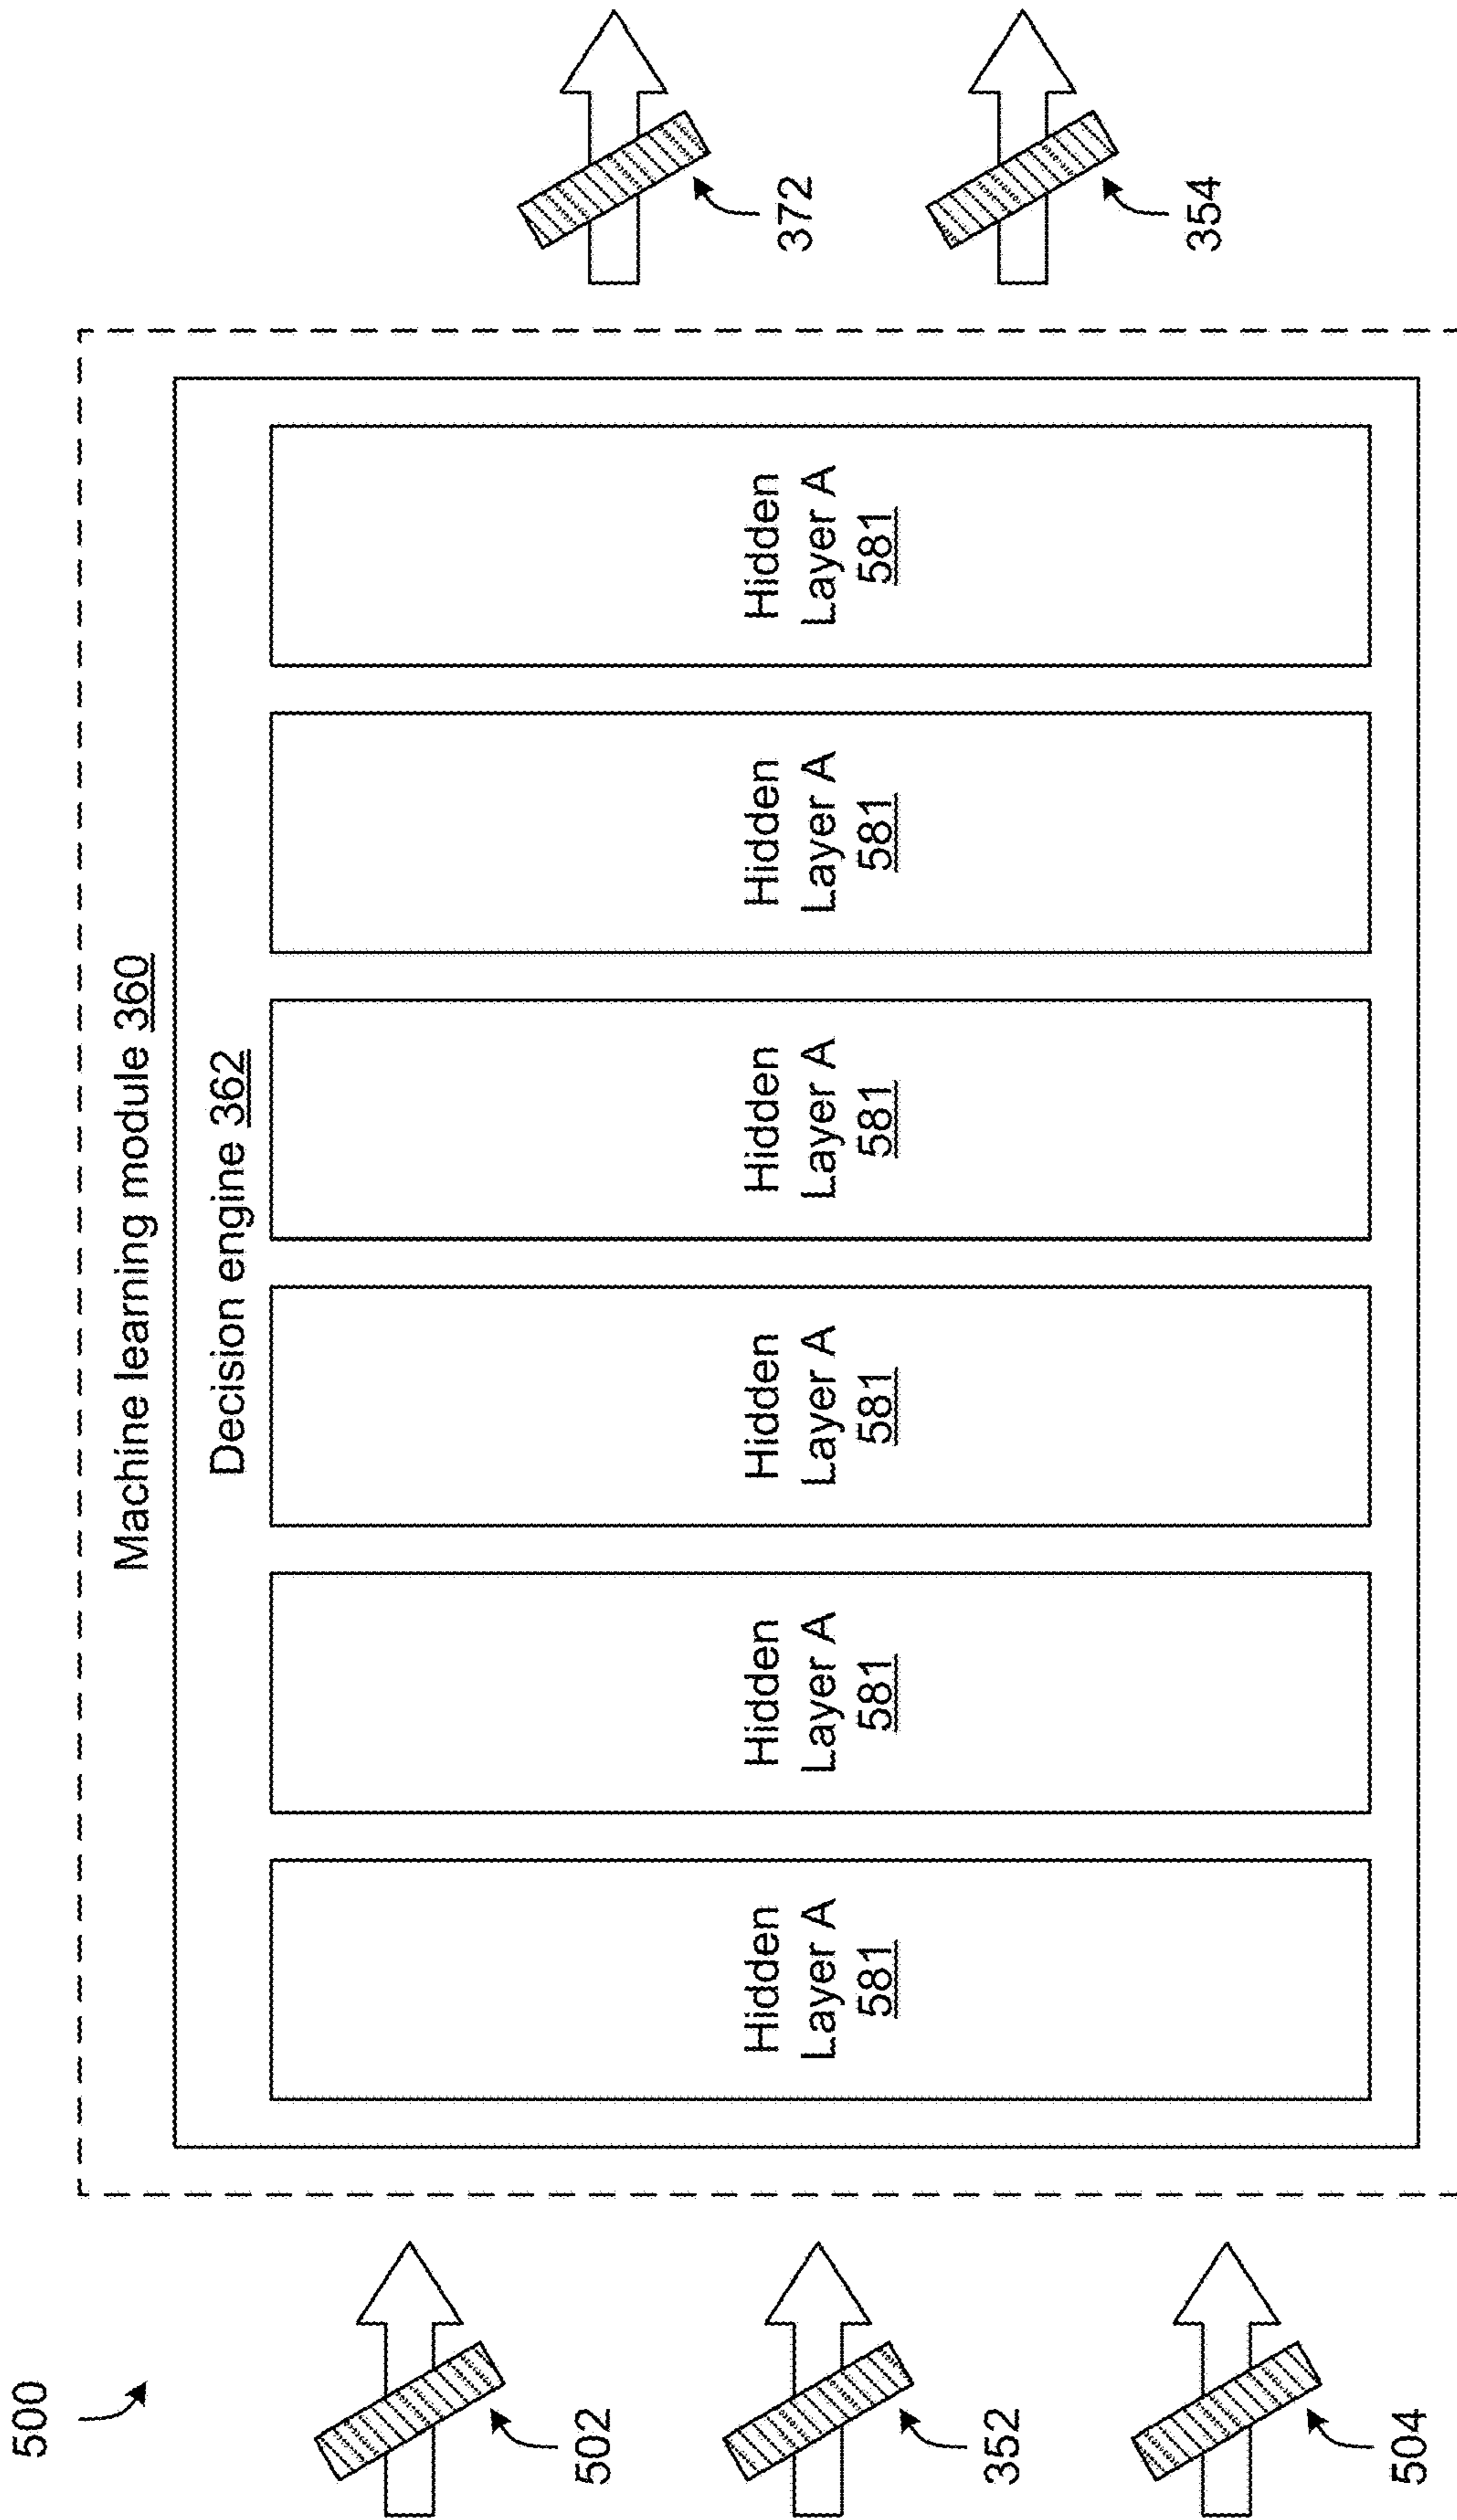 500
Machine learning module 360
Decision engine 362
Hidden
Layer A
581
Hidden
Layer A
581
Hidden
Layer A
581
Hidden
Layer A
581
Hidden
Layer A
581
Hidden
Layer A
581
502
352
504
372
354